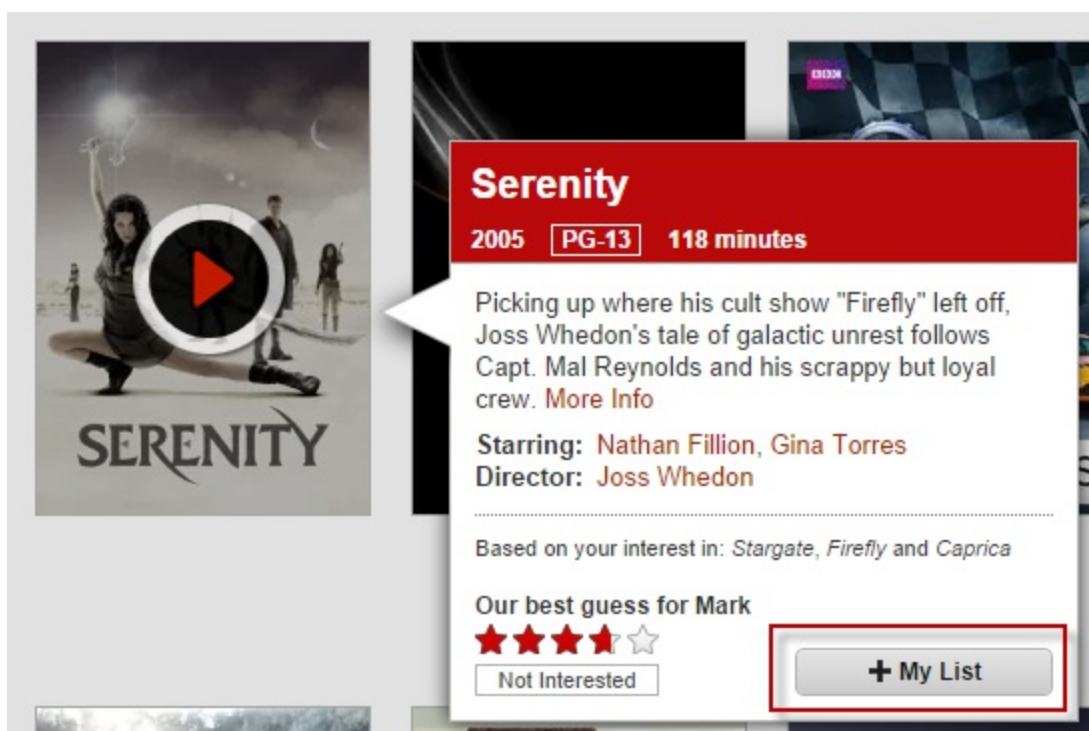 SERENITY
BBC
Serenity
2005 PG-13 118 minutes
Picking up where his cult show "Firefly" left off,
Joss Whedon's tale of galactic unrest follows
Capt. Mal Reynolds and his scrappy but loyal
crew. More Info
Starring: Nathan Fillion, Gina Torres
Director: Joss Whedon
Based on your interest in: Stargate, Firefly and Caprica
Our best guess for Mark
Not Interested
+ My List